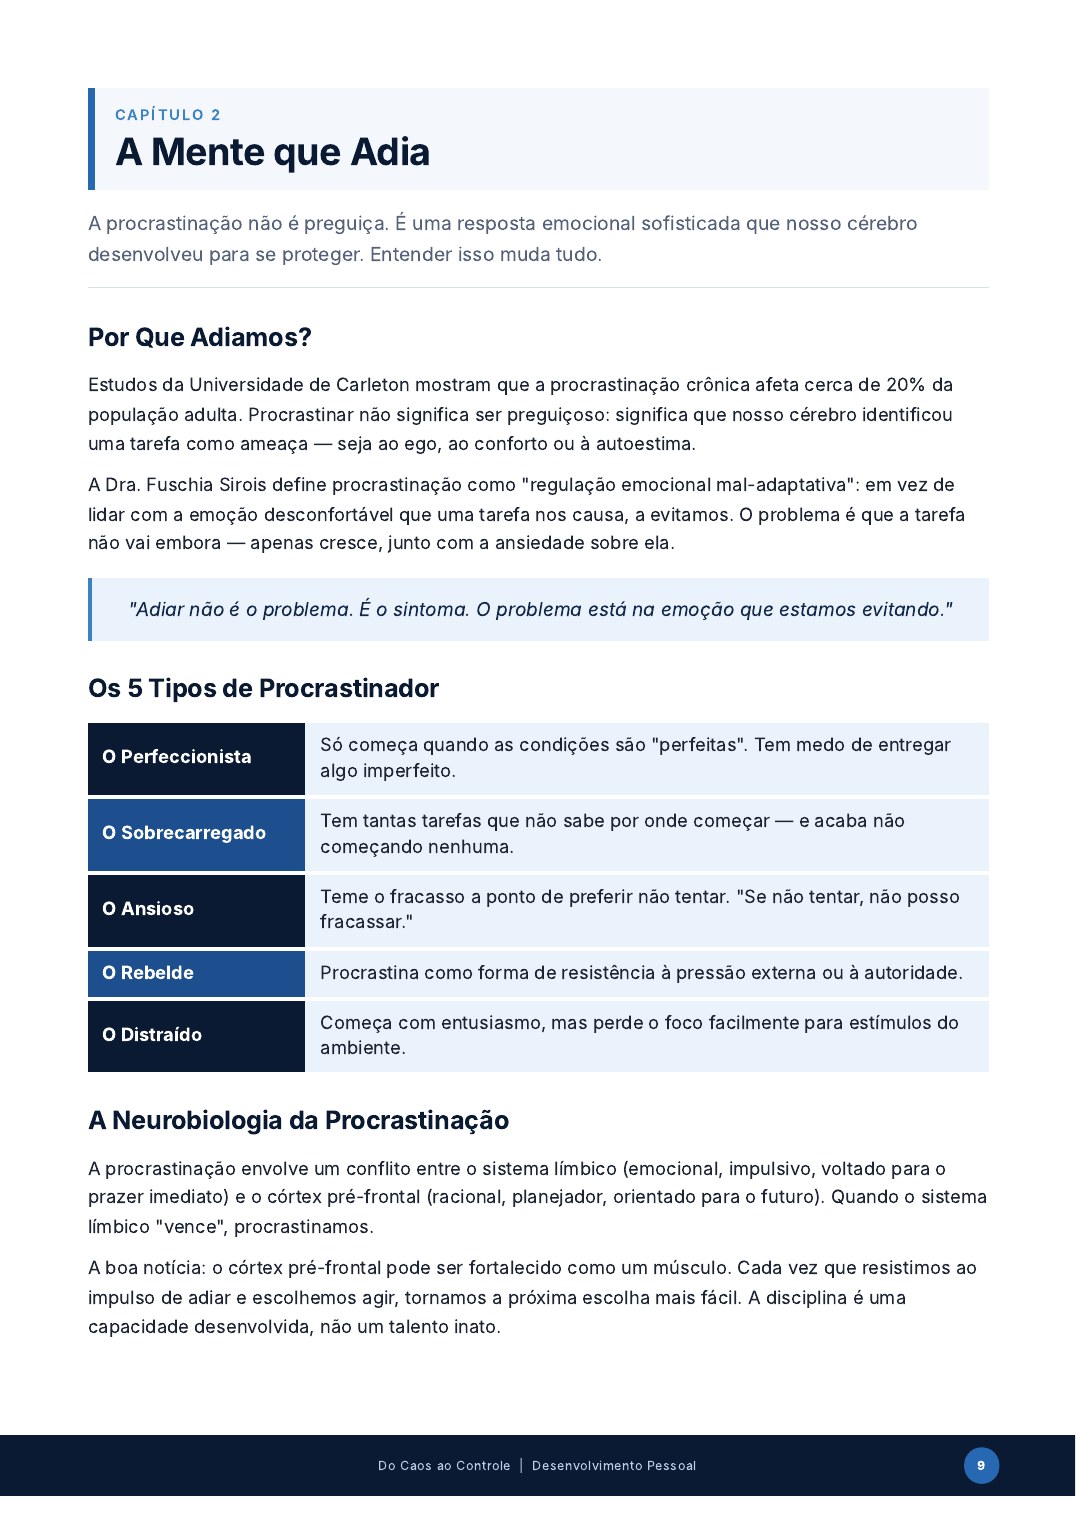 CAPÍTULO 2
A Mente que Adia
A procrastinação não é preguiça. É uma resposta emocional sofisticada que nosso cérebro
desenvolveu para se proteger. Entender isso muda tudo.
Por Que Adiamos?
Estudos da Universidade de Carleton mostram que a procrastinação crônica afeta cerca de 20% da
população adulta. Procrastinar não significa ser preguiçoso: significa que nosso cérebro identificou
uma tarefa como ameaça — seja ao ego, ao conforto ou à autoestima.
A Dra. Fuschia Sirois define procrastinação como "regulação emocional mal-adaptativa": em vez de
lidar com a emoção desconfortável que uma tarefa nos causa, a evitamos. O problema é que a tarefa
não vai embora — apenas cresce, junto com a ansiedade sobre ela.
"Adiar não é o problema. É o sintoma. O problema está na emoção que estamos evitando."
Os 5 Tipos de Procrastinador
O Perfeccionista
Só começa quando as condições são "perfeitas". Tem medo de entregar
algo imperfeito.
O Sobrecarregado
Tem tantas tarefas que não sabe por onde começar — e acaba não
começando nenhuma.
O Ansioso
Teme o fracasso a ponto de preferir não tentar. "Se não tentar, não posso
fracassar."
O Rebelde
Procrastina como forma de resistência à pressão externa ou à autoridade.
O Distraído
Começa com entusiasmo, mas perde o foco facilmente para estímulos do
ambiente.
A Neurobiologia da Procrastinação
A procrastinação envolve um conflito entre o sistema límbico (emocional, impulsivo, voltado para o
prazer imediato) e o córtex pré-frontal (racional, planejador, orientado para o futuro). Quando o sistema
límbico "vence", procrastinamos.
A boa notícia: o córtex pré-frontal pode ser fortalecido como um músculo. Cada vez que resistimos ao
impulso de adiar e escolhemos agir, tornamos a próxima escolha mais fácil. A disciplina é uma
capacidade desenvolvida, não um talento inato.
Do Caos ao Controle | Desenvolvimento Pessoal
9